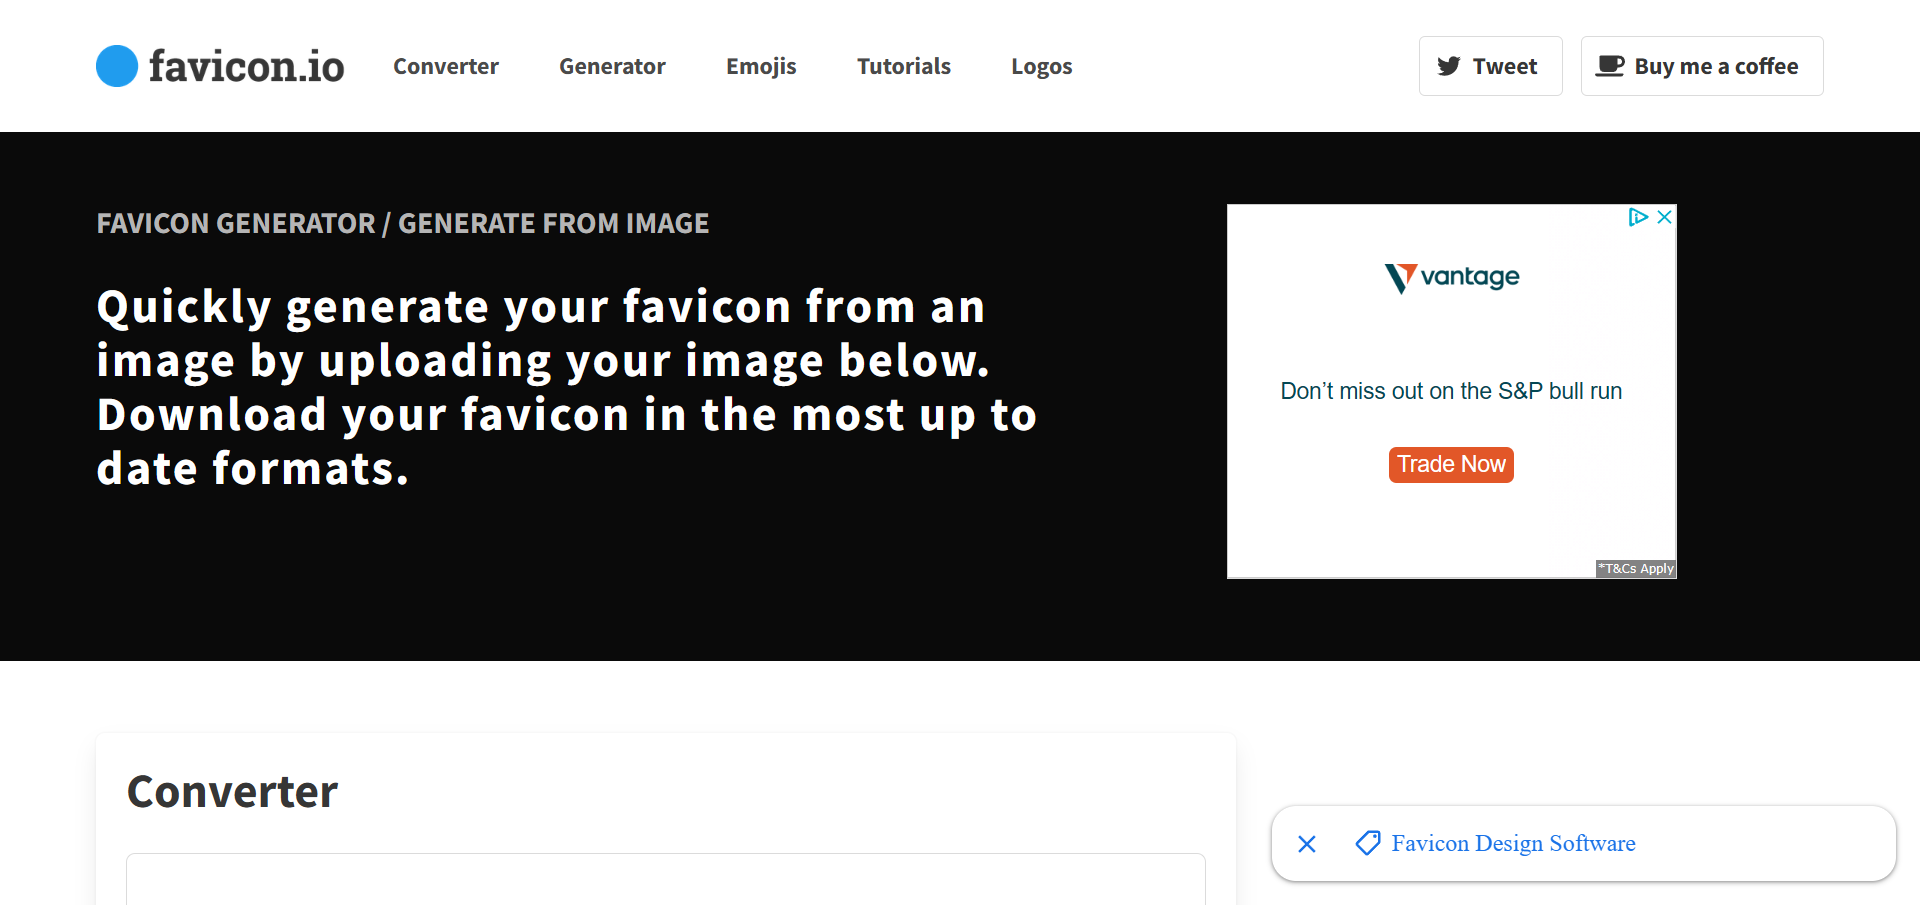 favicon.io
Converter
Generator
Emojis
Tutorials
Logos
Tweet
Buy me a coffee
FAVICON GENERATOR / GENERATE FROM IMAGE
Quickly generate your favicon from an
image by uploading your image below.
Download your favicon in the most up to
date formats.
vantage
Don’t miss out on the S&P bull run
Trade Now
*T&Cs Apply
Converter
Favicon Design Software